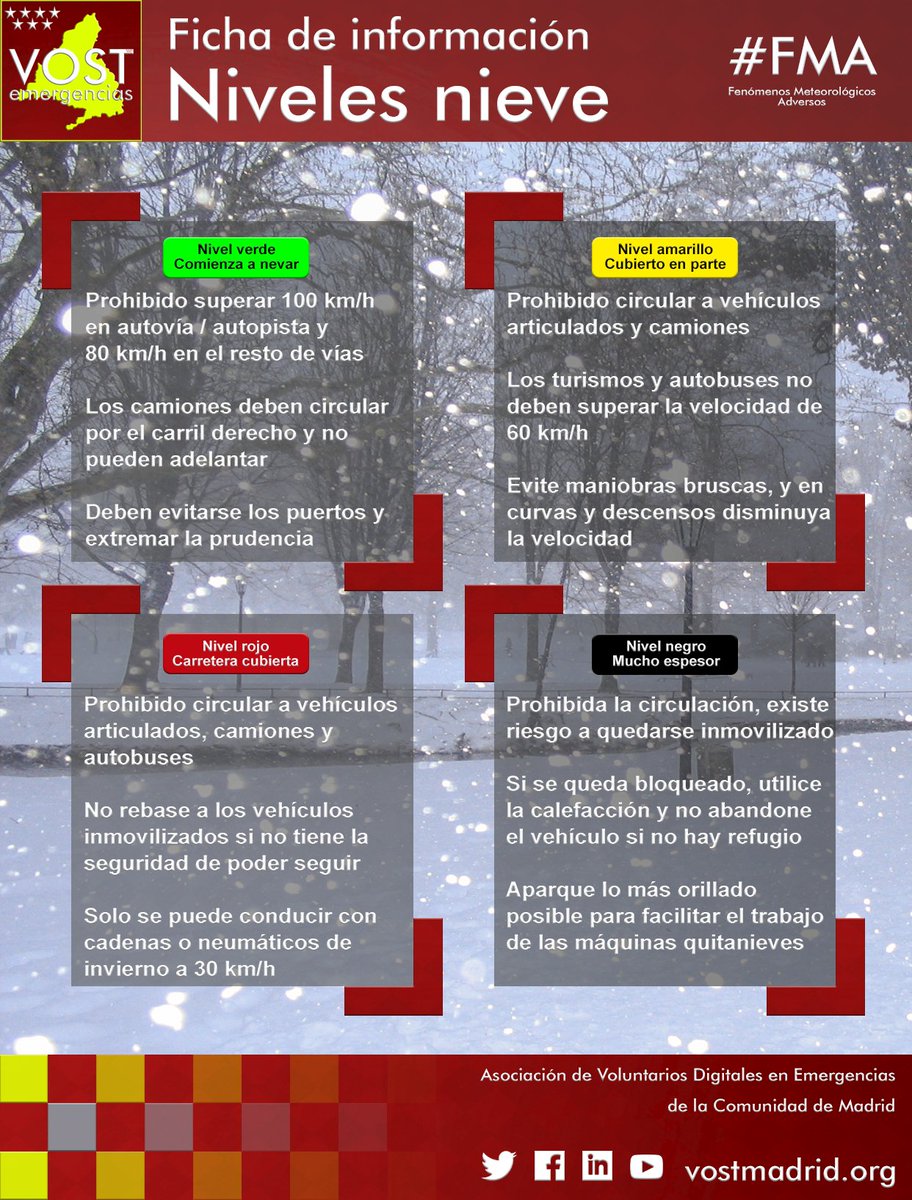 VOST
emergencias
Ficha de información
Niveles nieve
#FMA
Fenómenos Meteorológicos
Adversos
Nivel verde
Comienza a nevar
Prohibido superar 100 km/h
en autovía / autopista y
80 km/h en el resto de vías
Los camiones deben circular
por el carril derecho y no
pueden adelantar
Deben evitarse los puertos y
extremar la prudencia
Nivel amarillo
Cubierto en parte
Prohibido circular a vehículos
articulados y camiones
Los turismos y autobuses no
deben superar la velocidad de
60 km/h
Evite maniobras bruscas, y en
curvas y descensos disminuya
la velocidad
Nivel rojo
Carretera cubierta
Prohibido circular a vehículos
articulados, camiones y
autobuses
No rebase a los vehículos
inmovilizados si no tiene la
seguridad de poder seguir
Solo se puede conducir con
cadenas o neumáticos de
invierno a 30 km/h
Nivel negro
Mucho espesor
Prohibida la circulación, existe
riesgo a quedarse inmovilizado
Si se queda bloqueado, utilice
la calefacción y no abandone
el vehículo si no hay refugio
Aparque lo más orillado
posible para facilitar el trabajo
de las máquinas quitanieves
Asociación de Voluntarios Digitales en Emergencias
de la Comunidad de Madrid
vostmadrid.org